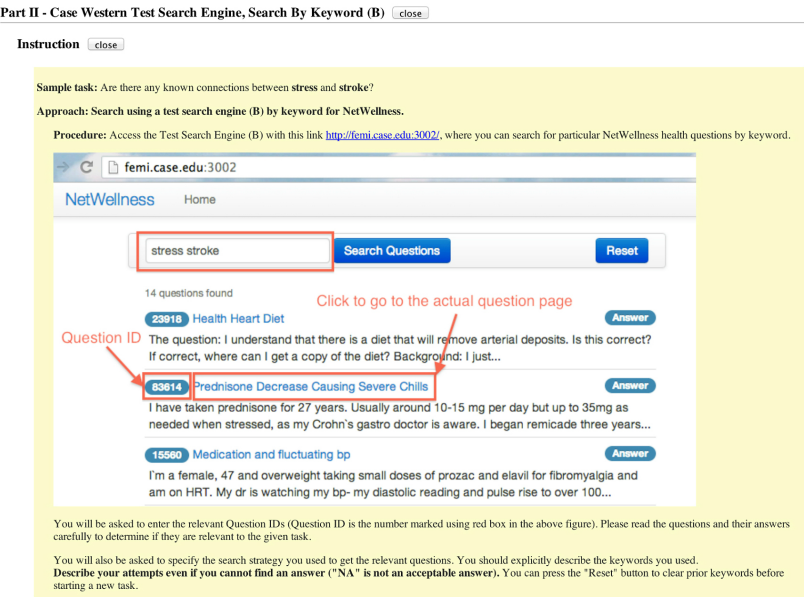 Part II - Case Western Test Search Engine, Search By Keyword (B) close
Instruction close
Sample task: Are there any known connections between stress and stroke?
Approach: Search using a test search engine (B) by keyword for NetWellness.
Procedure: Access the Test Search Engine (B) with this link http://femi.case.edu:3002/, where you can search for particular NetWellness health questions by keyword.
femi.case.edu:3002
NetWellness Home
stress stroke Search Questions Reset
14 questions found
Click to go to the actual question page
23918 Health Heart Diet Answer
Question ID
The question: I understand that there is a diet that will remove arterial deposits. Is this correct?
If correct, where can I get a copy of the diet? Background: I just...
83614 Prednisone Decrease Causing Severe Chills Answer
I have taken prednisone for 27 years. Usually around 10-15 mg per day but up to 35mg as
needed when stressed, as my Crohn`s gastro doctor is aware. I began remicade three years...
15560 Medication and fluctuating bp Answer
I'm a female, 47 and overweight taking small doses of prozac and elavil for fibromyalgia and
am on HRT. My dr is watching my bp- my diastolic reading and pulse rise to over 100...
You will be asked to enter the relevant Question IDs (Question ID is the number marked using red box in the above figure). Please read the questions and their answers
carefully to determine if they are relevant to the given task.
You will also be asked to specify the search strategy you used to get the relevant questions. You should explicitly describe the keywords you used.
Describe your attempts even if you cannot find an answer ("NA" is not an acceptable answer). You can press the "Reset" button to clear prior keywords before
starting a new task.